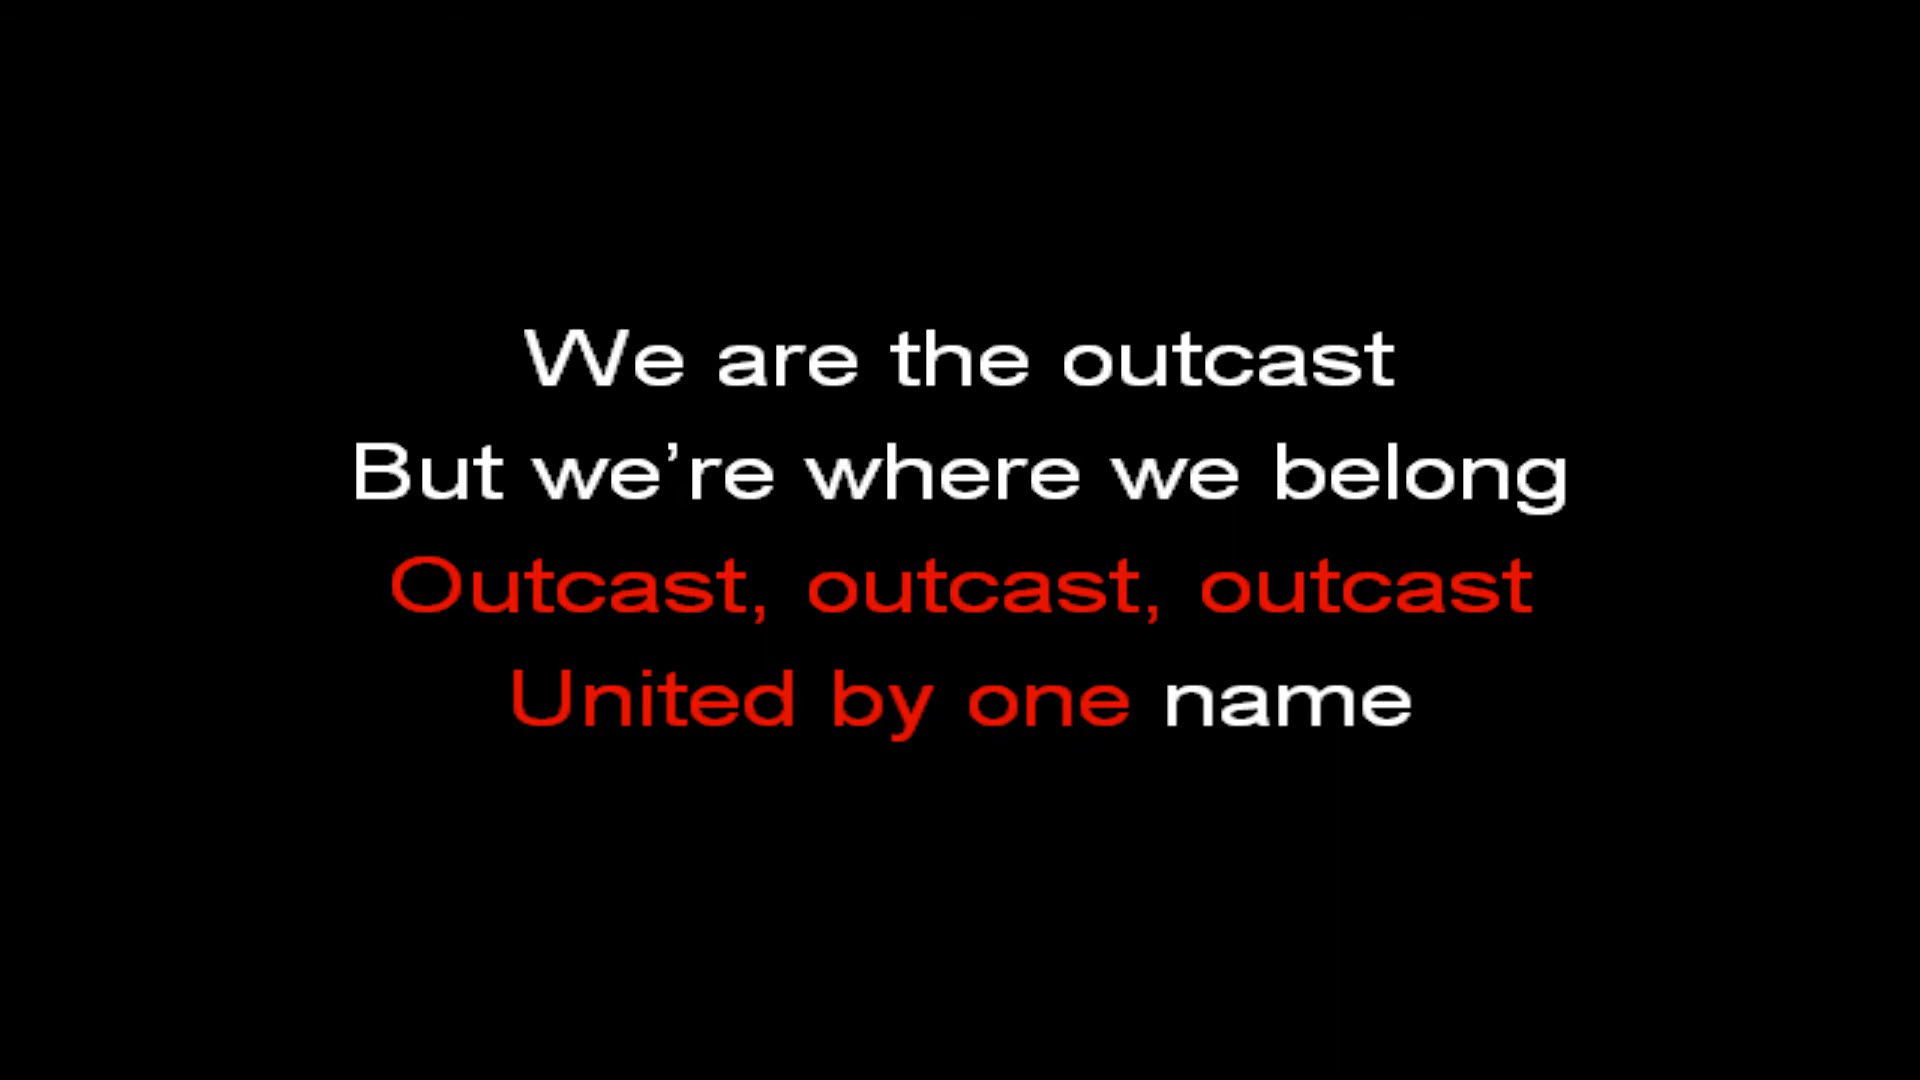 We are the outcast
But we’re where we belong
Outcast, outcast, outcast
United by one name